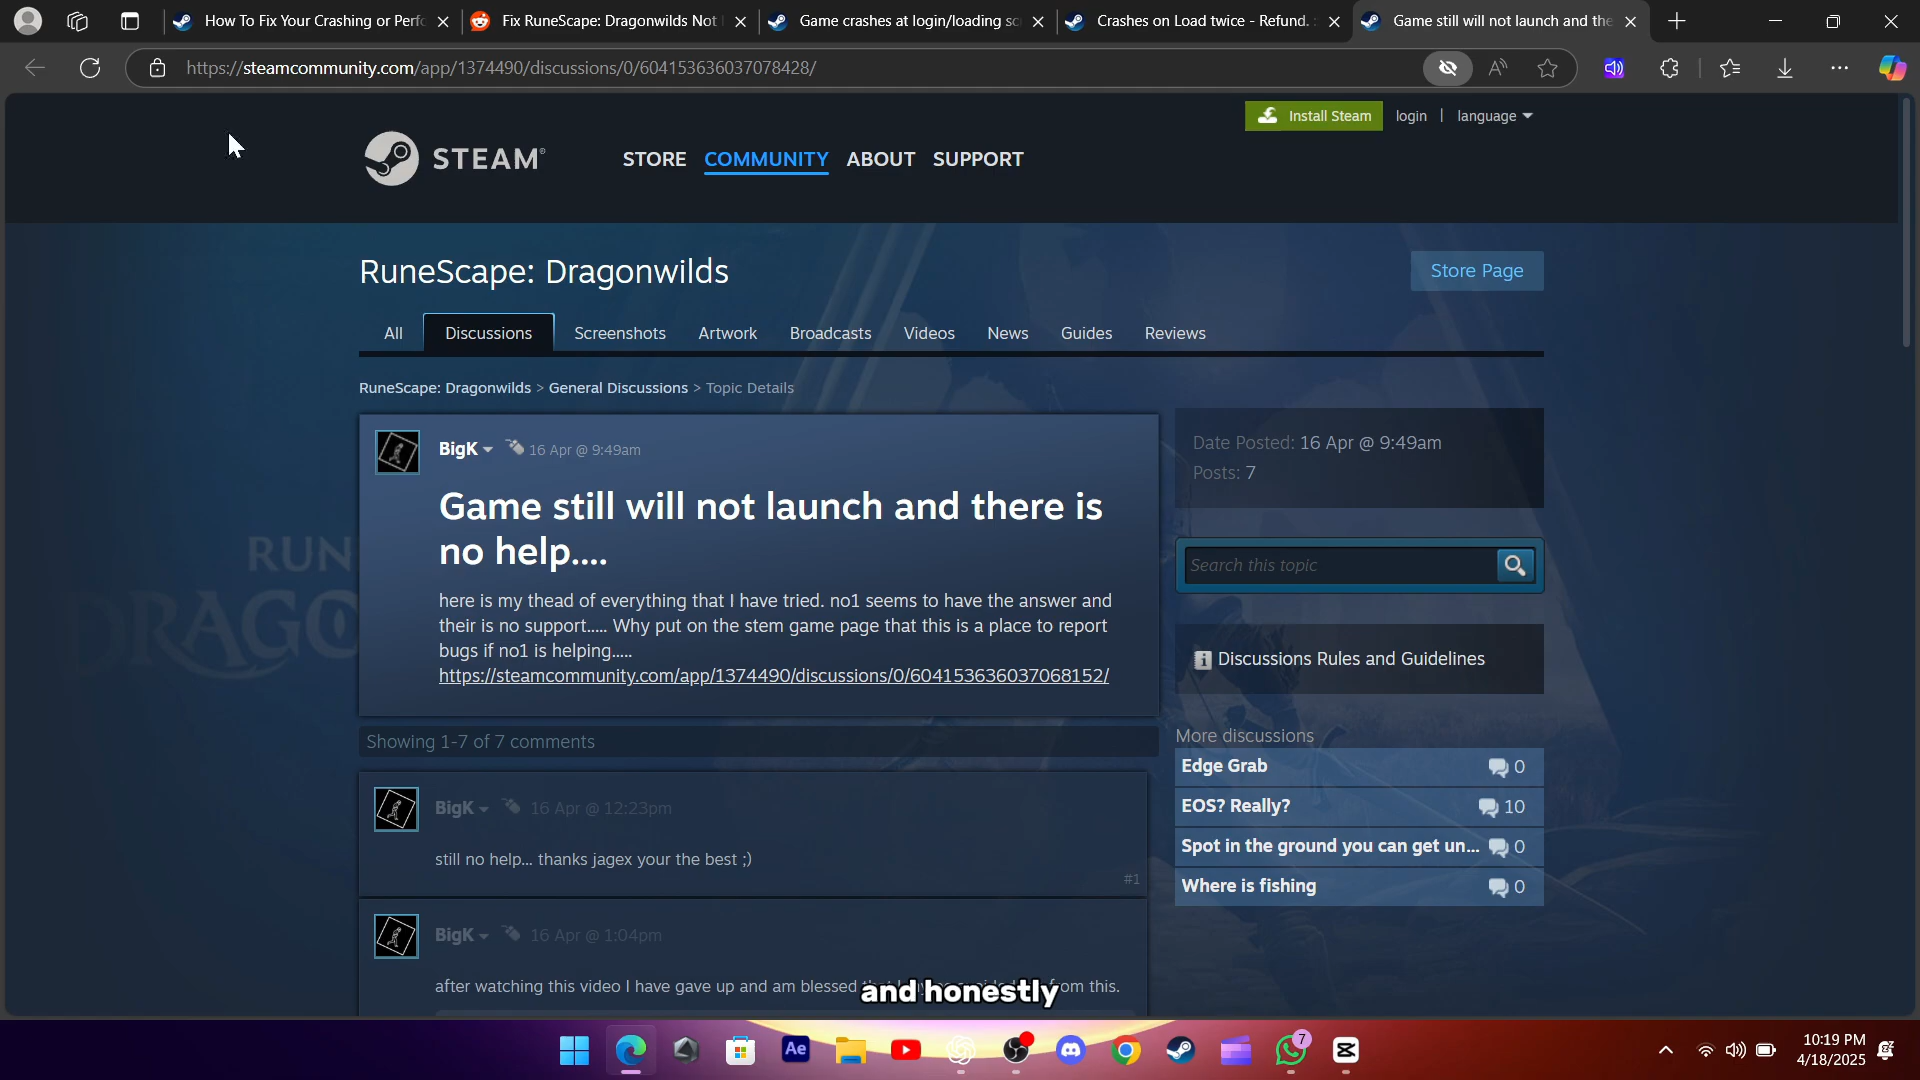 How To Fix Your Crashing or Perfo
Fix RuneScape: Dragonwilds Not
Game crashes at login/loading sc
Crashes on Load twice - Refund.
Game still will not launch and the
https://steamcommunity.com/app/1374490/discussions/0/604153636037078428/
Install Steam
login | language
STEAM®
STORE COMMUNITY ABOUT SUPPORT
RuneScape: Dragonwilds
Store Page
All Discussions Screenshots Artwork Broadcasts Videos News Guides Reviews
RuneScape: Dragonwilds > General Discussions > Topic Details
BigK 16 Apr @ 9:49am
Game still will not launch and there is
no help....
here is my thead of everything that I have tried. no1 seems to have the answer and
their is no support..... Why put on the stem game page that this is a place to report
bugs if no1 is helping.....
https://steamcommunity.com/app/1374490/discussions/0/604153636037068152/
Date Posted: 16 Apr @ 9:49am
Posts: 7
Search this topic
Discussions Rules and Guidelines
Showing 1-7 of 7 comments
More discussions
Edge Grab 0
EOS? Really? 10
Spot in the ground you can get un... 0
Where is fishing 0
BigK 16 Apr @ 12:23pm
still no help... thanks jagex your the best ;)
#1
BigK 16 Apr @ 1:04pm
after watching this video I have gave up and am blessed from this.
and honestly
RUN
DRAGO
Ae
7
10:19 PM
4/18/2025